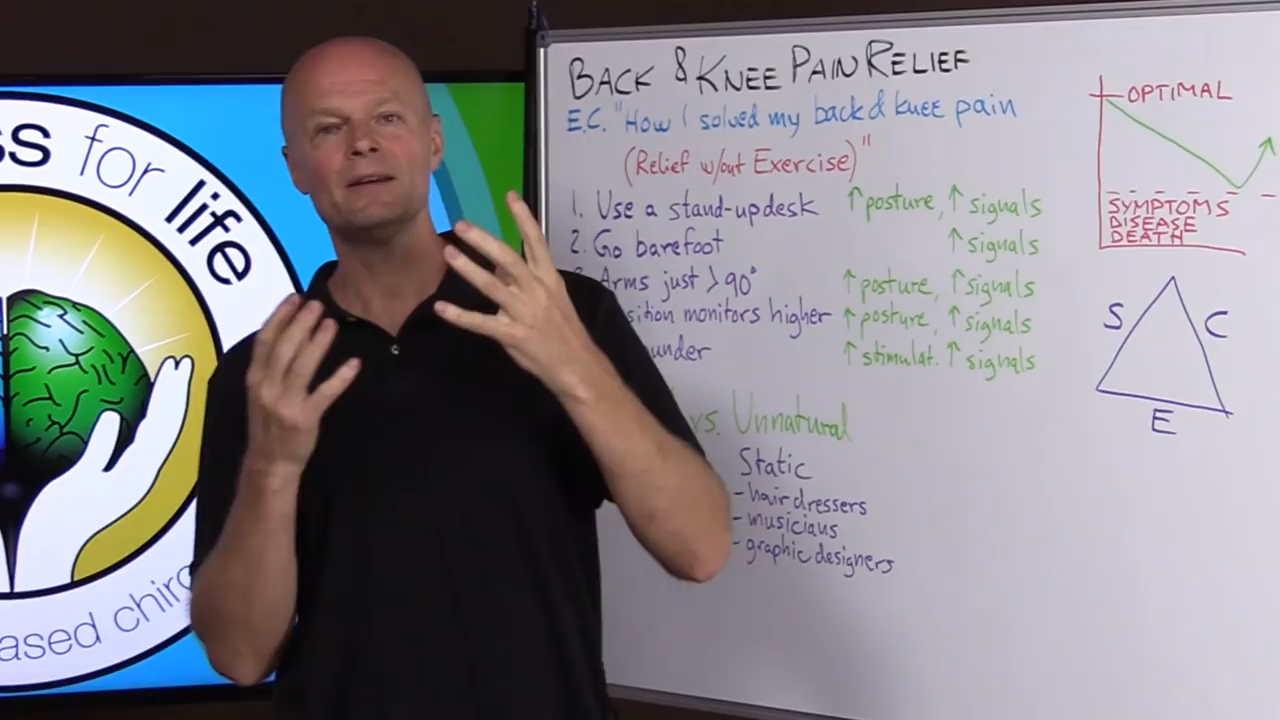 ss for life
ased chiro
BACK & KNEE PAIN RELIEF
E.C. "How I solved my back & knee pain
(Relief w/out Exercise)"
1. Use a stand-up desk ↑posture, ↑signals
2. Go barefoot ↑signals
Arms just >90° ↑posture, ↑signals
sition monitors higher ↑posture, ↑signals
under ↑stimulat. ↑signals
vs. Unnatural
Static
- hairdressers
- musicians
- graphic designers
OPTIMAL
SYMPTOMS
DISEASE
DEATH
S C
E